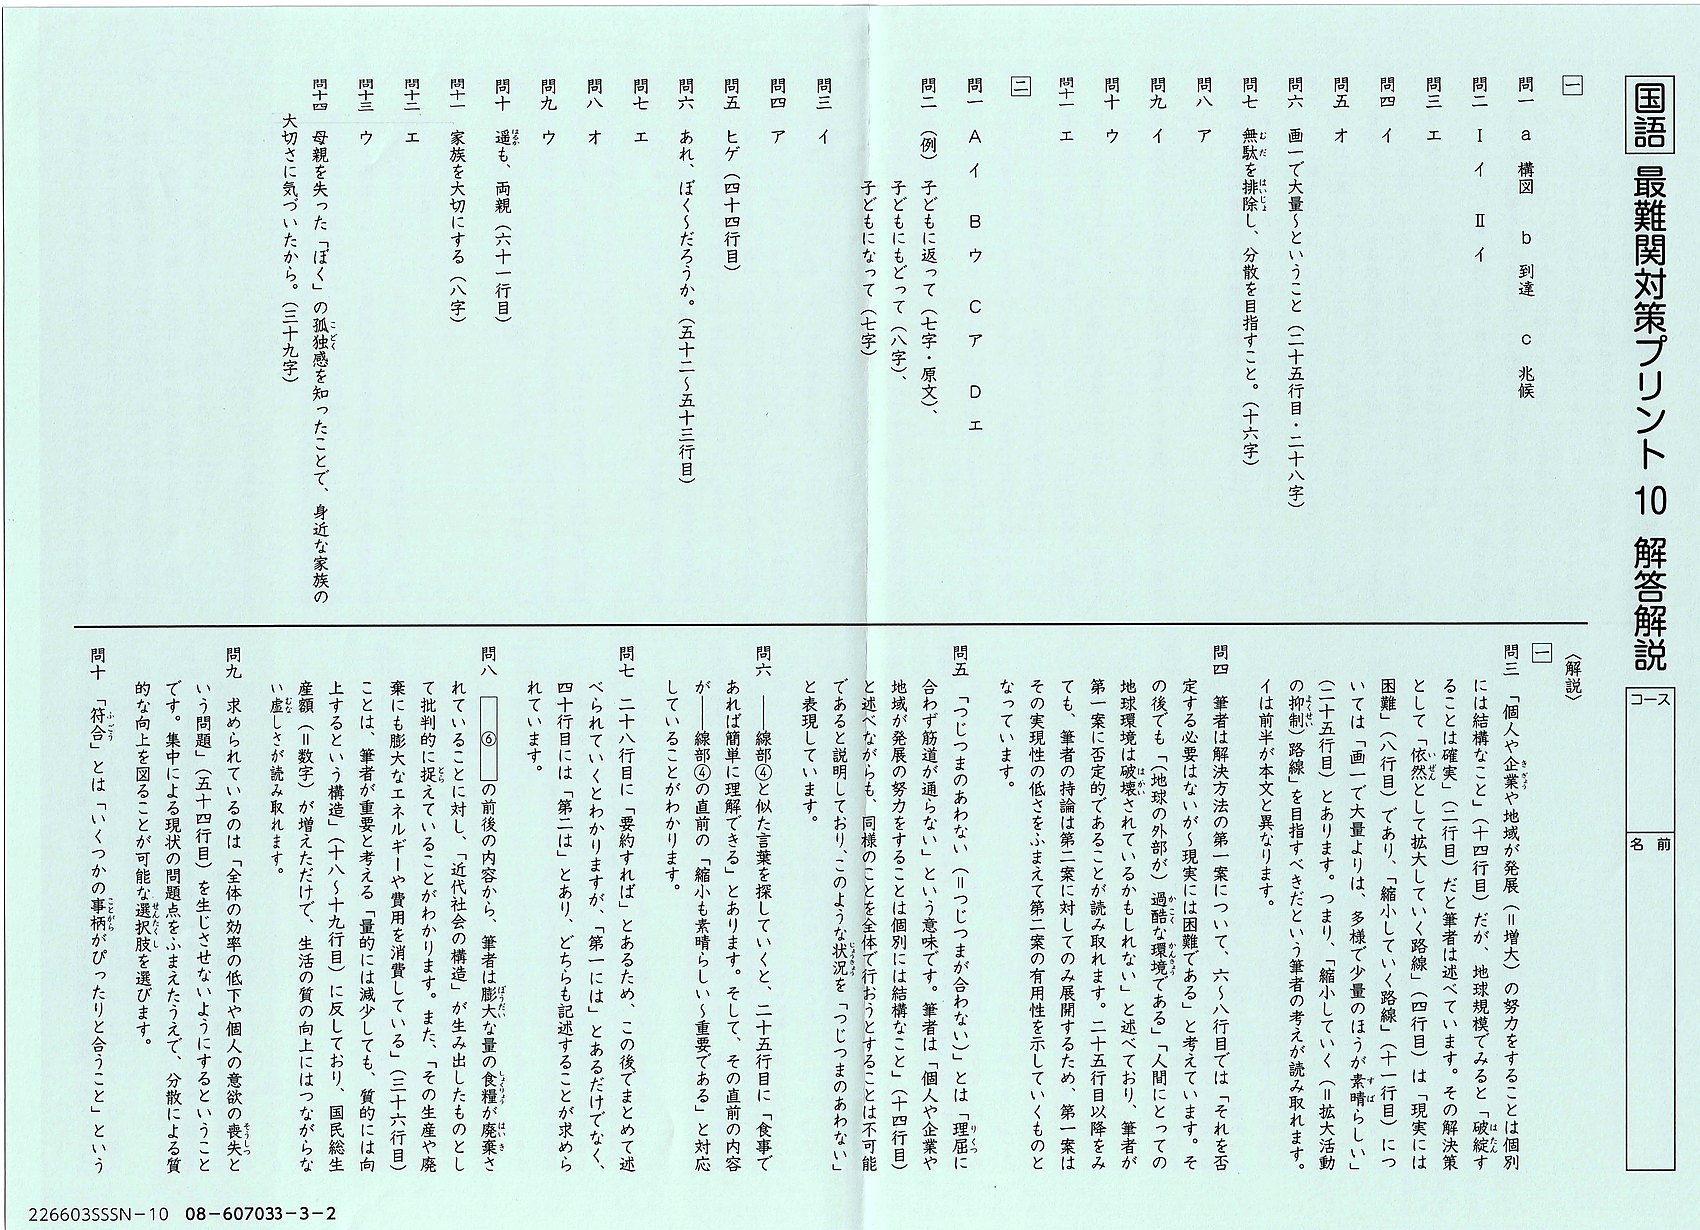 国語 最難関対策プリント 10 解答解説
コース
名前
一
問一 a 構図 b 到達 c 兆候
問二 Ⅰ イ Ⅱ イ
問三 エ
問四 イ
問五 オ
問六 画一で大量～ということ（二十五行目・二十八字）
問七 無駄を排除し、分散を目指すこと。（十六字）
問八 ア
問九 イ
問十 ウ
問十一 エ
二
問一 A イ B ウ C ア D エ
問二 （例）子どもに返って（七字・原文）、
子どもにもどって（八字）、
子どもになって（七字）
問三 イ
問四 ア
問五 ヒゲ（四十四行目）
問六 あれ、ぼく～だろうか。（五十二～五十三行目）
問七 エ
問八 オ
問九 ウ
問十 遥も、両親（六十一行目）
問十一 家族を大切にする（八字）
問十二 エ
問十三 ウ
問十四 母親を失った「ぼく」の孤独感を知ったことで、身近な家族の
大切さに気づいたから。（三十九字）
〈解説〉
一
問三 「個人や企業や地域が発展（＝増大）の努力をすることは個別
には結構なこと」（十四行目）だが、地球規模でみると「破綻す
ることは確実」（二行目）だと筆者は述べています。その解決策
として「依然として拡大していく路線」（四行目）は「現実には
困難」（八行目）であり、「縮小していく路線」（十一行目）につ
いては「画一で大量よりは、多様で少量のほうが素晴らしい」
（二十五行目）とあります。つまり、「縮小していく（＝拡大活動
の抑制）路線」を目指すべきだという筆者の考えが読み取れます。
イは前半が本文と異なります。
問四 筆者は解決方法の第一案について、六～八行目では「それを否
定する必要はないが～現実には困難である」と考えています。そ
の後でも「（地球の外部が）過酷な環境である」「人間にとっての
地球環境は破壊されているかもしれない」と述べており、筆者が
第一案に否定的であることが読み取れます。二十五行目以降をみ
ても、筆者の持論は第二案に対してのみ展開するため、第一案は
その実現性の低さをふまえて第二案の有用性を示していくものと
なっています。
問五 「つじつまのあわない（＝つじつまが合わない）」とは「理屈に
合わず筋道が通らない」という意味です。筆者は「個人や企業や
地域が発展の努力をすることは個別には結構なこと」（十四行目）
と述べながらも、同様のことを全体で行おうとすることは不可能
であると説明しており、このような状況を「つじつまのあわない」
と表現しています。
問六 ――線部④と似た言葉を探していくと、二十五行目に「食事で
あれば簡単に理解できる」とあります。そして、その直前の内容
が――線部④の直前の「縮小も素晴らしい～重要である」と対応
していることがわかります。
問七 二十八行目に「要約すれば」とあるため、この後でまとめて述
べられていくとわかりますが、「第一には」とあるだけでなく、
四十行目には「第二は」とあり、どちらも記述することが求めら
れています。
問八 ⑥の前後の内容から、筆者は膨大な量の食糧が廃棄さ
れていることに対し、「近代社会の構造」が生み出したものとし
て批判的に捉えていることがわかります。また、「その生産や廃
棄にも膨大なエネルギーや費用を消費している」（三十六行目）
ことは、筆者が重要と考える「量的には減少しても、質的には向
上するという構造」（十八～十九行目）に反しており、国民総生
産額（＝数字）が増えただけで、生活の質の向上にはつながらな
い虚しさが読み取れます。
問九 求められているのは「全体の効率の低下や個人の意欲の喪失と
いう問題」（五十四行目）を生じさせないようにするということ
です。集中による現状の問題点をふまえたうえで、分散による質
的な向上を図ることが可能な選択肢を選びます。
問十 「符合」とは「いくつかの事柄がぴったりと合うこと」という
226603SSSN－10 08－607033－3－2